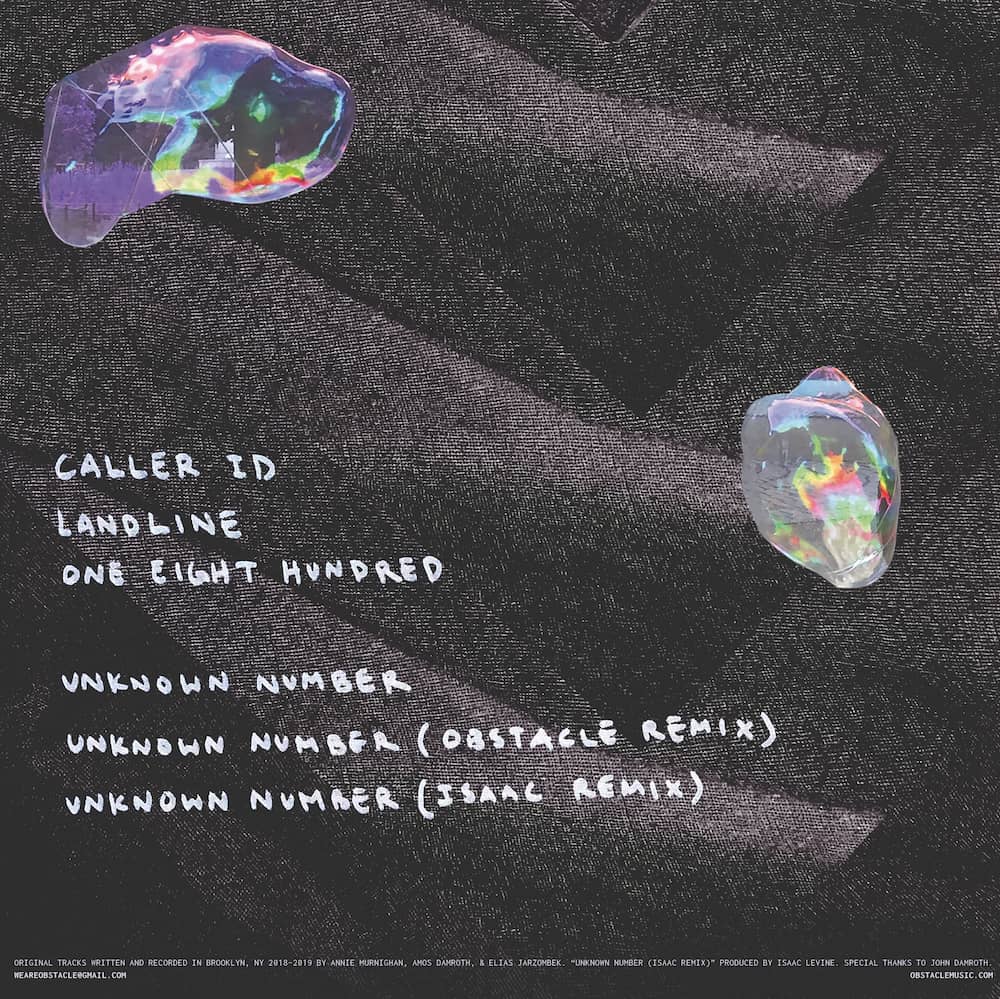 CALLER ID
LANDLINE
ONE EIGHT HUNDRED
UNKNOWN NUMBER
UNKNOWN NUMBER (OBSTACLE REMIX)
UNKNOWN NUMBER (ISAAC REMIX)
ORIGINAL TRACKS WRITTEN AND RECORDED IN BROOKLYN, NY 2018-2019 BY ANNIE MURNIGHAN, AMOS DAMROTH, & ELIAS JARZOMBEK. "UNKNOWN NUMBER (ISAAC REMIX)" PRODUCED BY ISAAC LEVINE. SPECIAL THANKS TO JOHN DAMROTH.
WEAREOBSTACLE@GMAIL.COM OBSTACLEMUSIC.COM